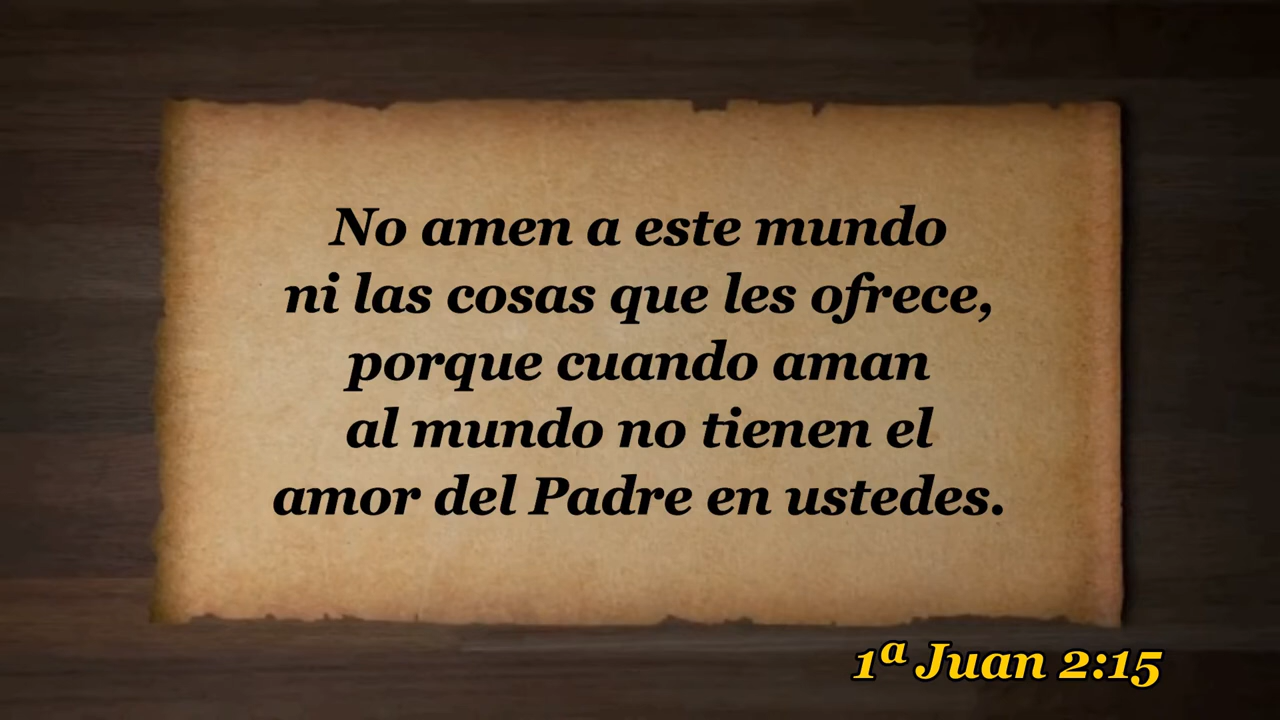 No amen a este mundo
ni las cosas que les ofrece,
porque cuando aman
al mundo no tienen el
amor del Padre en ustedes.
1ª Juan 2:15